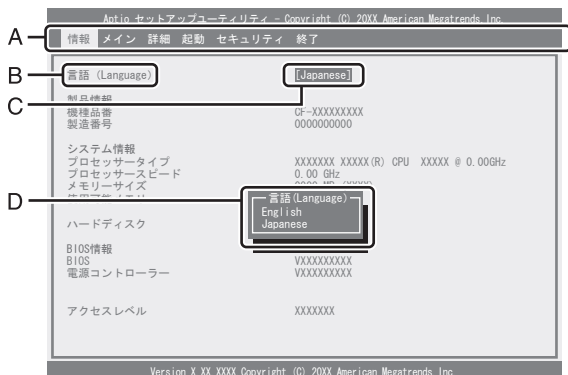 Aptio セットアップユーティリティ - Copyright (C) 20XX American Megatrends, Inc.
A
情報 メイン 詳細 起動 セキュリティ 終了
B
言語 (Language)
[Japanese]
C
製品情報
機種品番 CF-XXXXXXXXX
製造番号 0000000000
システム情報
プロセッサータイプ XXXXXXX XXXXX(R) CPU XXXXX @ 0.00GHz
プロセッサースピード 0.00 GHz
メモリーサイズ
D
言語(Language)
English
Japanese
ハードディスク
BIOS情報
BIOS VXXXXXXXXX
電源コントローラー VXXXXXXXXX
アクセスレベル XXXXXXX
Version X.XX.XXXX Copyright (C) 20XX American Megatrends, Inc.